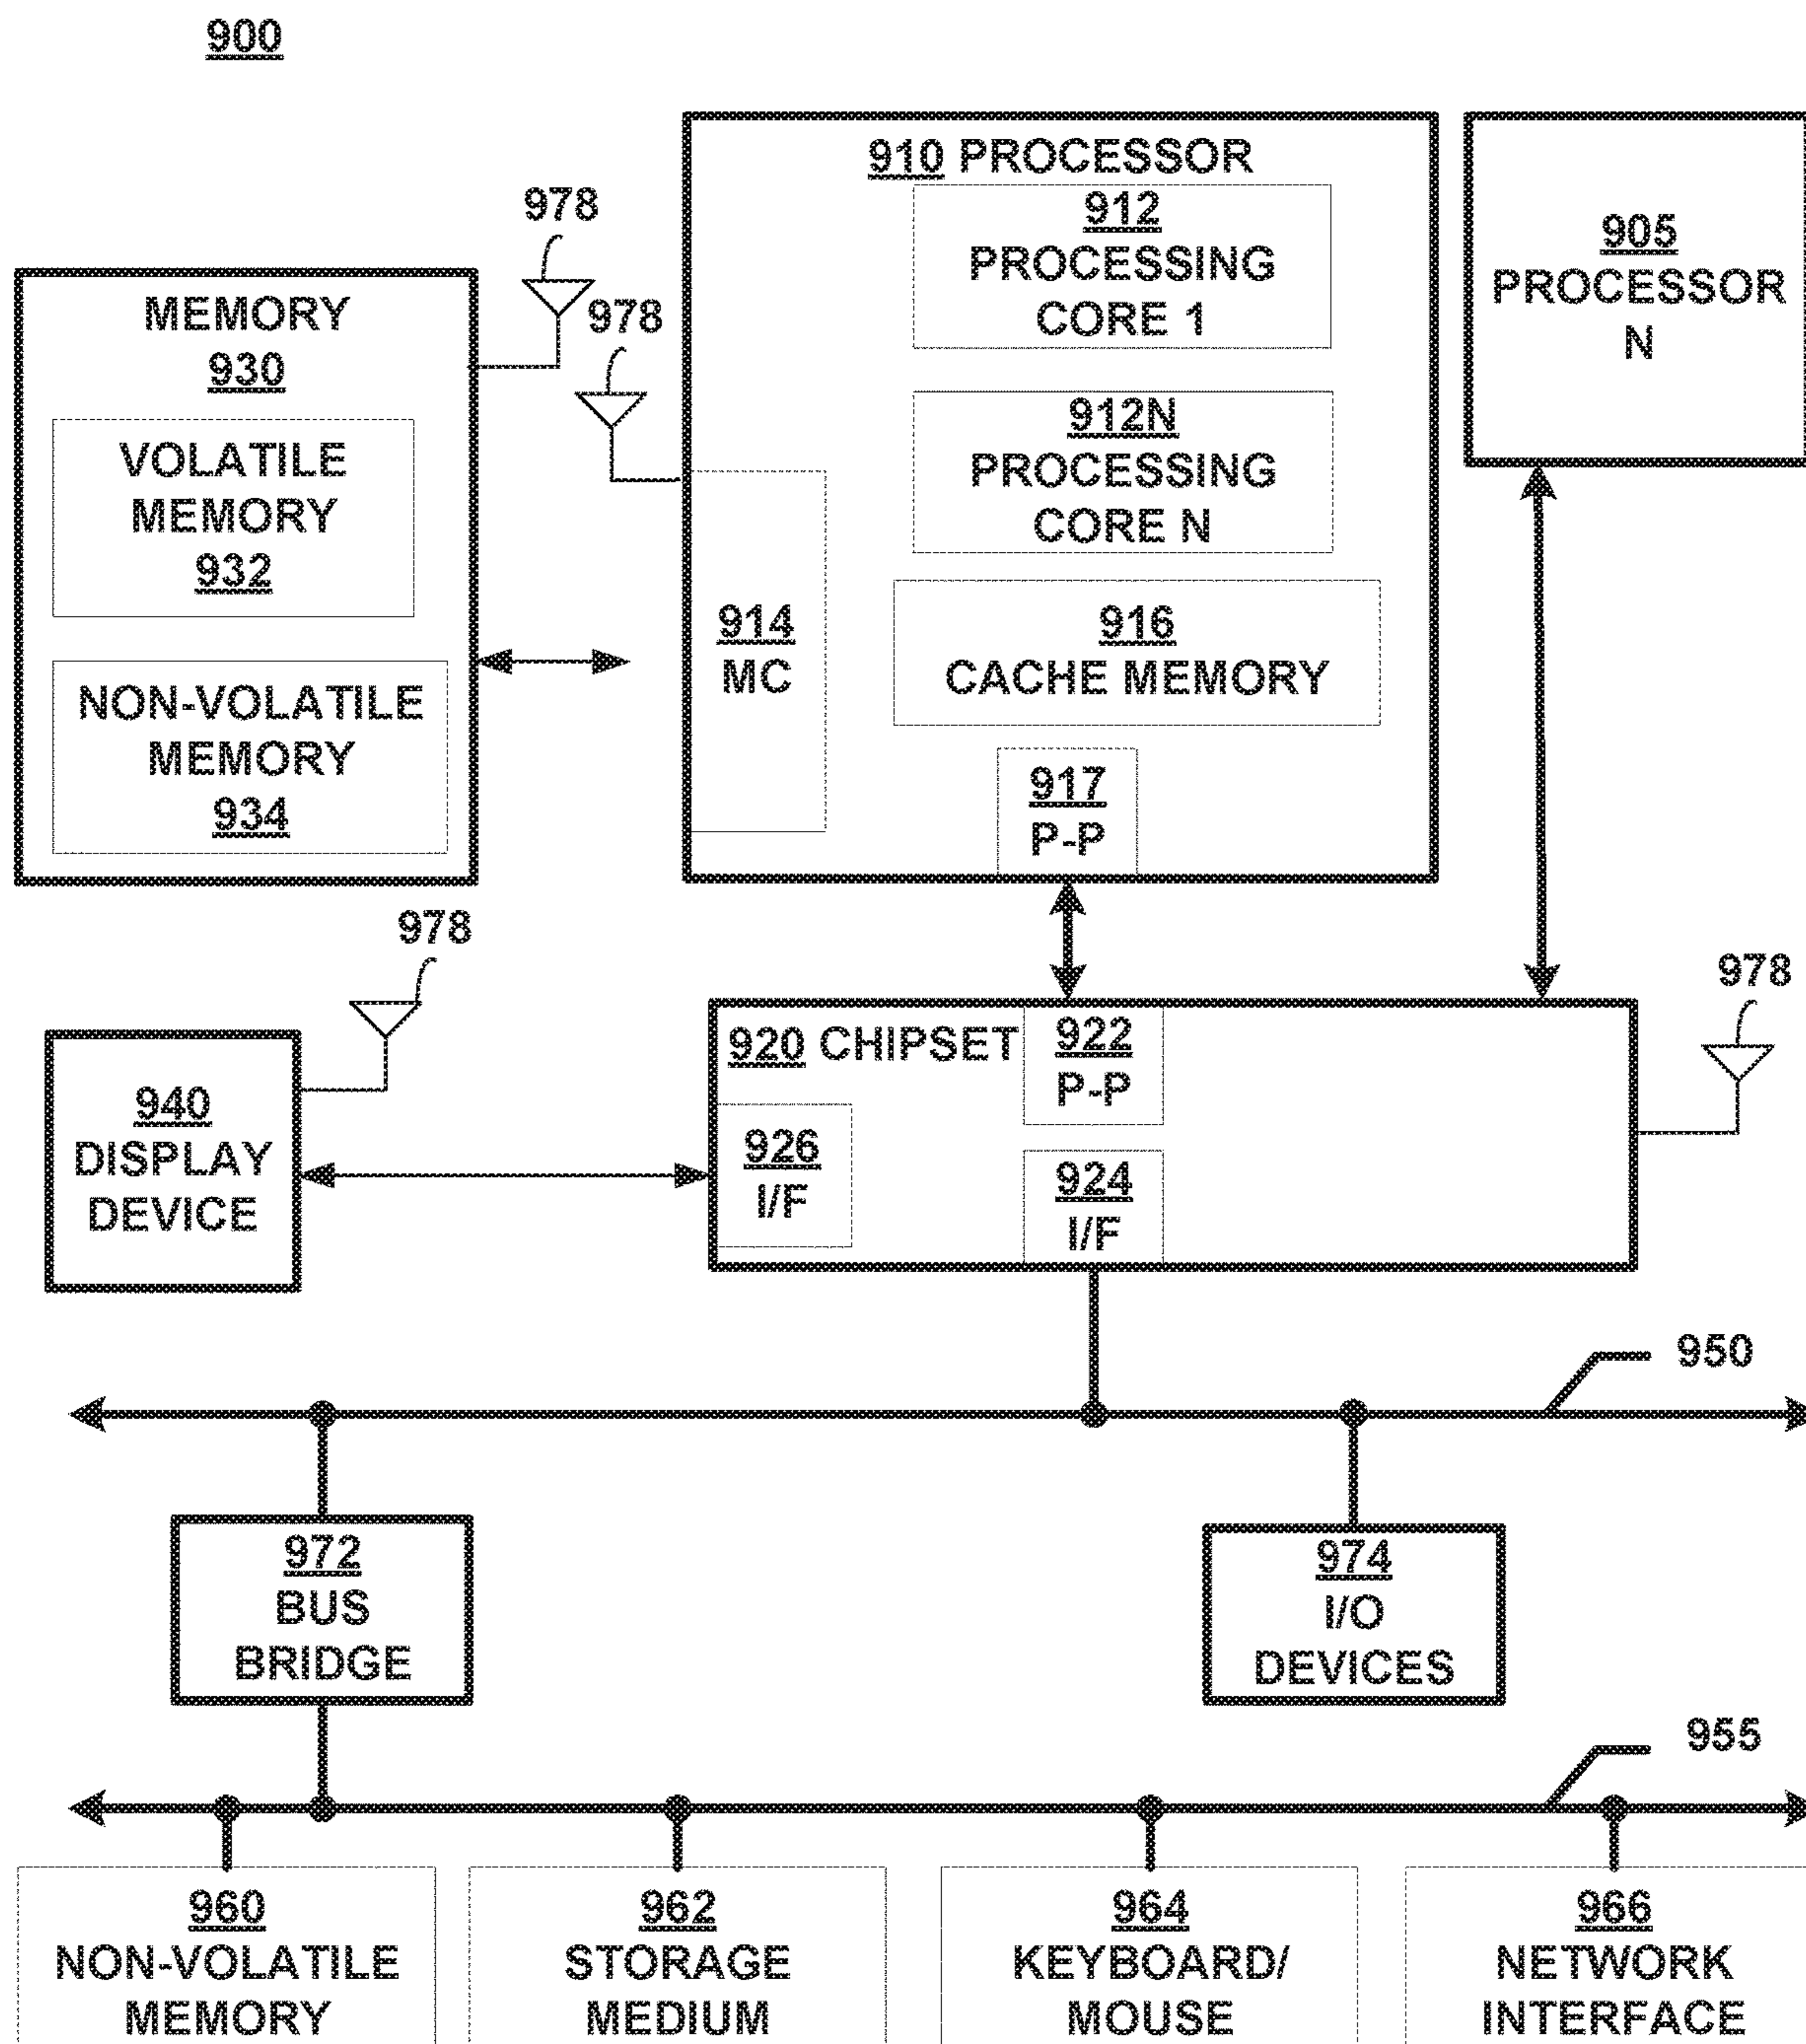 900
910 PROCESSOR
912
PROCESSING
CORE 1
912N
PROCESSING
CORE N
916
CACHE MEMORY
914
MC
917
P-P
905
PROCESSOR
N
978
978
MEMORY
930
VOLATILE
MEMORY
932
NON-VOLATILE
MEMORY
934
978
940
DISPLAY
DEVICE
920 CHIPSET
922
P-P
926
I/F
924
I/F
978
950
972
BUS
BRIDGE
974
I/O
DEVICES
955
960
NON-VOLATILE
MEMORY
962
STORAGE
MEDIUM
964
KEYBOARD/
MOUSE
966
NETWORK
INTERFACE